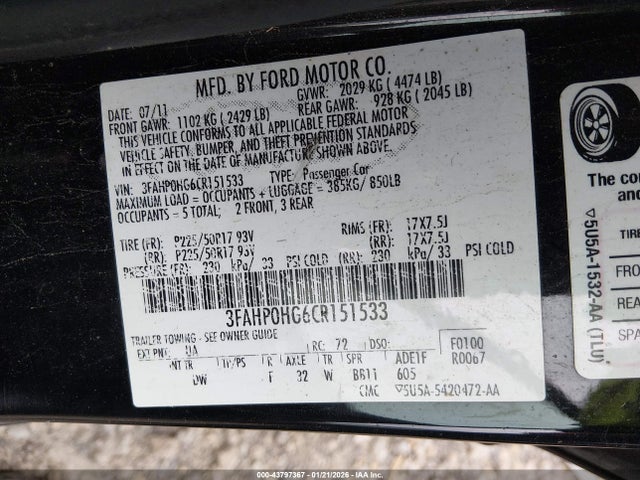 MFD. BY FORD MOTOR CO.
DATE: 07/11 GVWR: 2029 KG ( 4474 LB)
FRONT GAWR: 1102 KG ( 2429 LB) REAR GAWR: 928 KG ( 2045 LB)
THIS VEHICLE CONFORMS TO ALL APPLICABLE FEDERAL MOTOR
VEHICLE SAFETY, BUMPER, AND THEFT PREVENTION STANDARDS
IN EFFECT ON THE DATE OF MANUFACTURE SHOWN ABOVE.
VIN: 3FAHP0HG6CR151533 TYPE: Passenger Car
MAXIMUM LOAD = OCCUPANTS + LUGGAGE = 385KG/ 850LB
OCCUPANTS = 5 TOTAL; 2 FRONT, 3 REAR
TIRE (FR): P225/50R17 93V RIMS (FR): 17X7.5J
(RR): P225/50R17 93V (RR): 17X7.5J
PRESSURE (FR): 230 kPa/ 33 PSI COLD (RR): 230 kPa/ 33 PSI COLD
3FAHP0HG6CR151533
TRAILER TOWING - SEE OWNER GUIDE
EXT PNT: UA RC: 72 DSO: F0100
INT TR TP/PS R AXLE TR SPR ADE1F R0067
DW F 32 W BB11 605
CMC 5U5A-5420472-AA
The co
and
TIRE
FRO
REA
SPA
5U5A-1532-AA (TLU)
000-43797367 01/21/2026 IAA Inc.